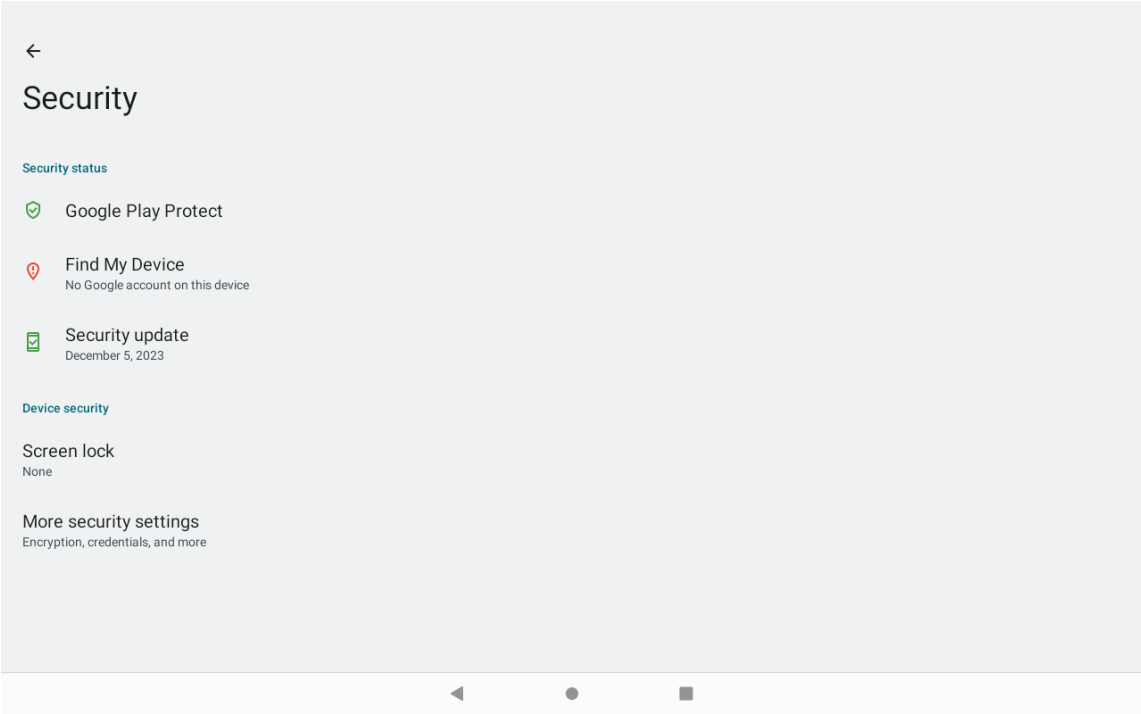 Security
Security status
Google Play Protect
Find My Device
No Google account on this device
Security update
December 5, 2023
Device security
Screen lock
None
More security settings
Encryption, credentials, and more